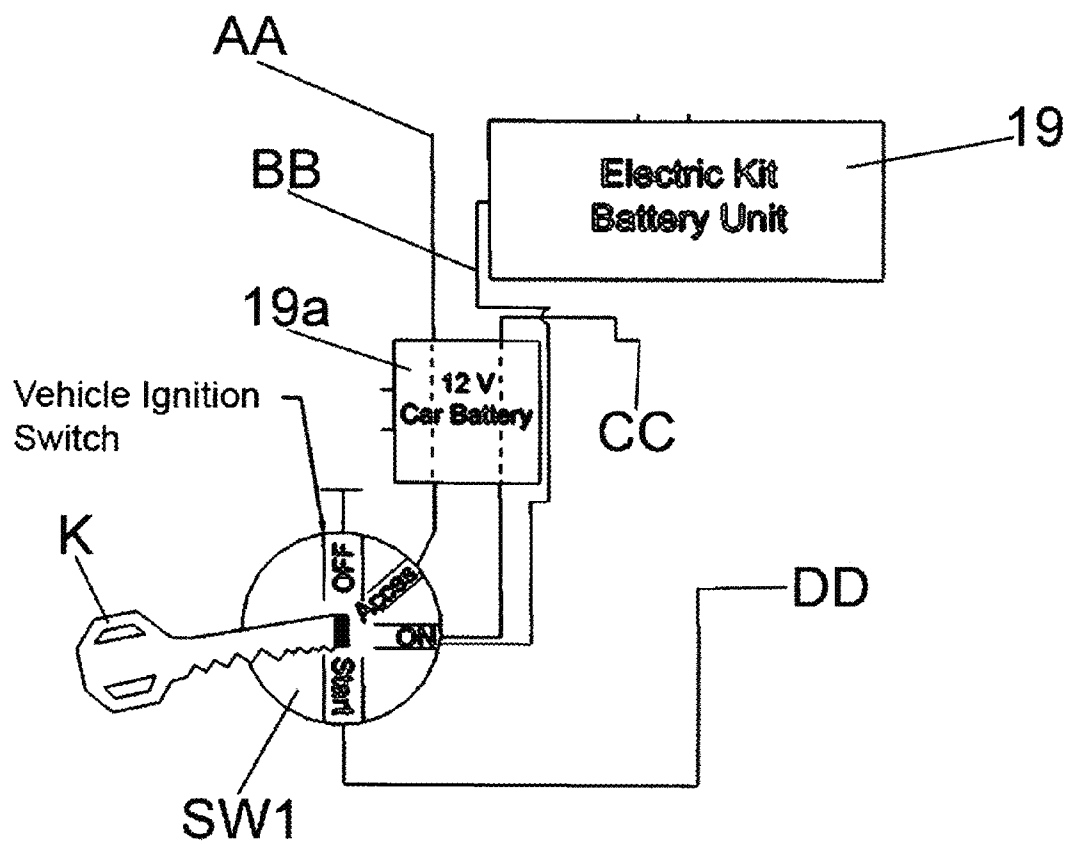 AA
19
BB
Electric Kit
Battery Unit
19a
12 V
Car Battery
CC
Vehicle Ignition
Switch
K
OFF
Access
ON
Start
DD
SW1